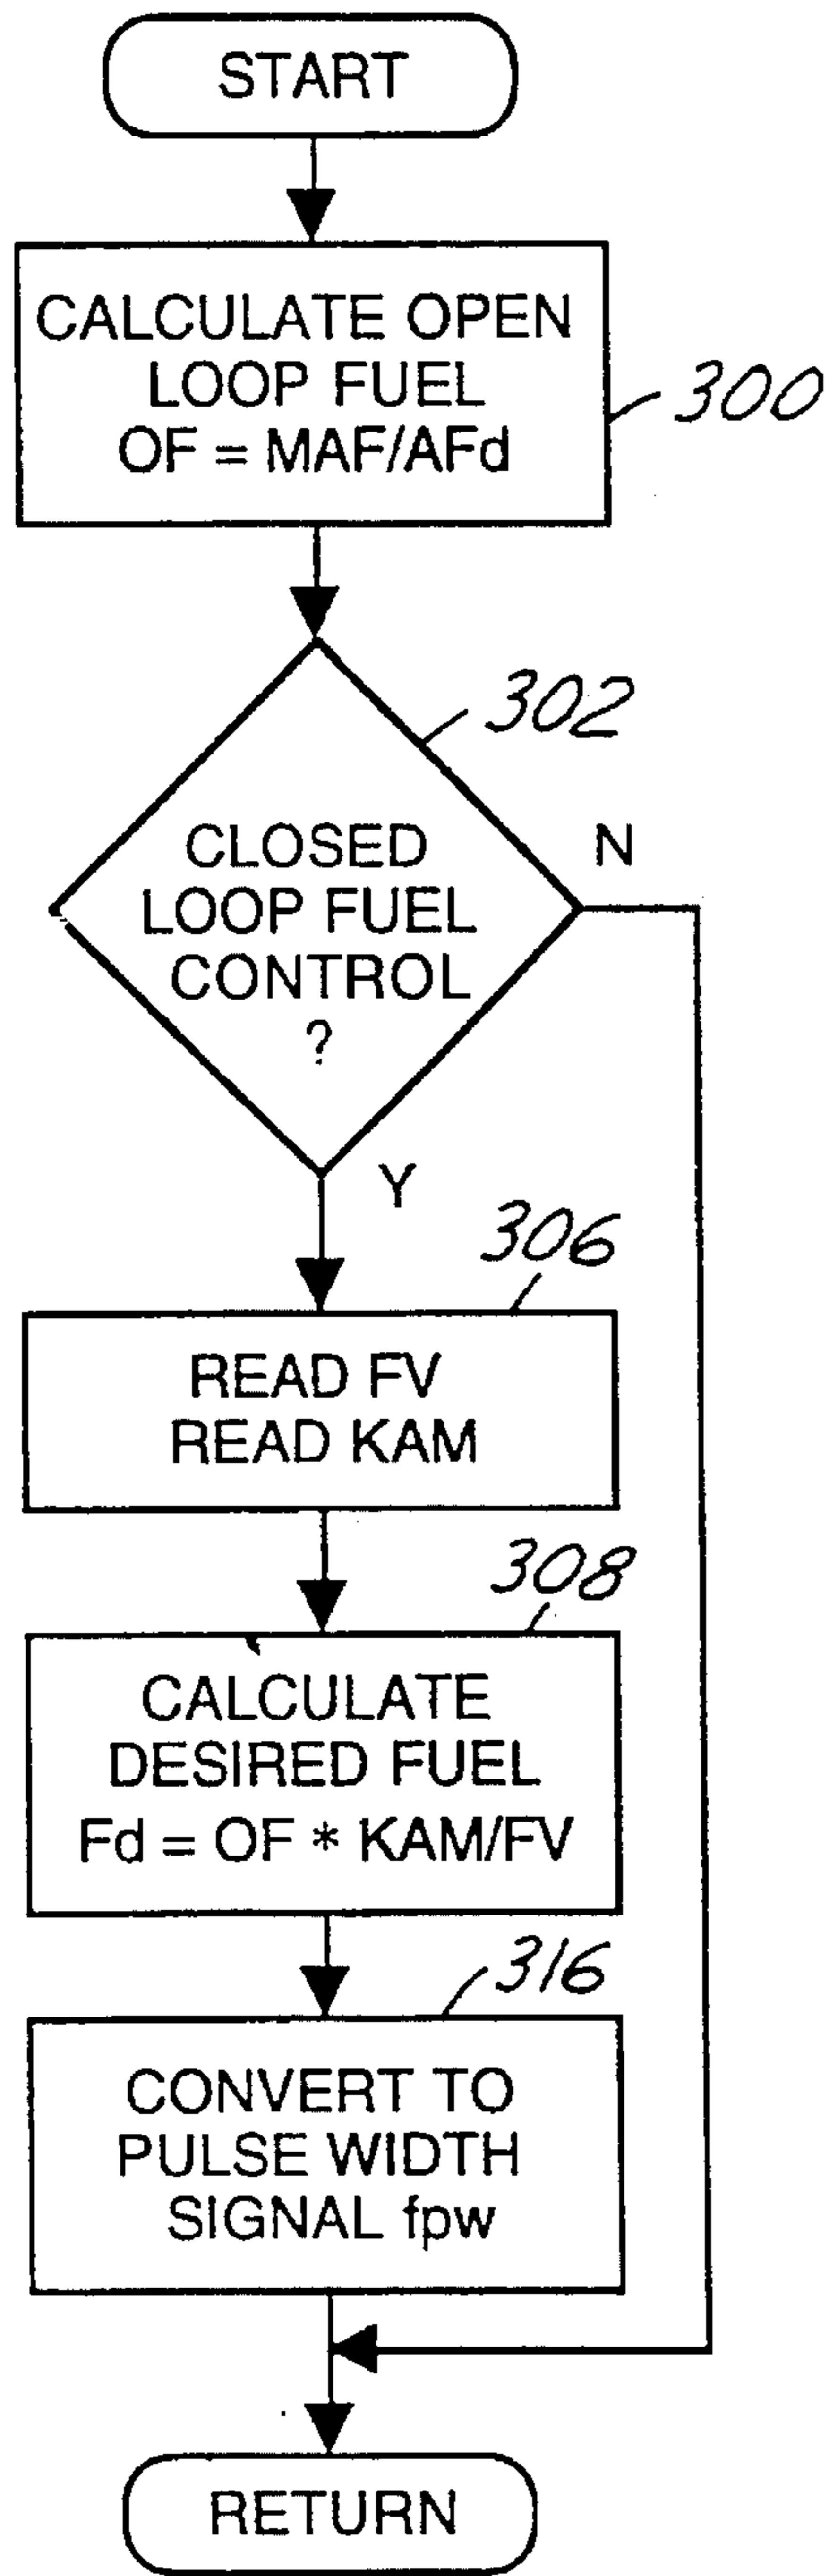 START
CALCULATE OPEN
LOOP FUEL
OF = MAF/AFd
300
302
CLOSED
LOOP FUEL
CONTROL
?
N
Y
306
READ FV
READ KAM
308
CALCULATE
DESIRED FUEL
Fd = OF * KAM/FV
316
CONVERT TO
PULSE WIDTH
SIGNAL fpw
RETURN